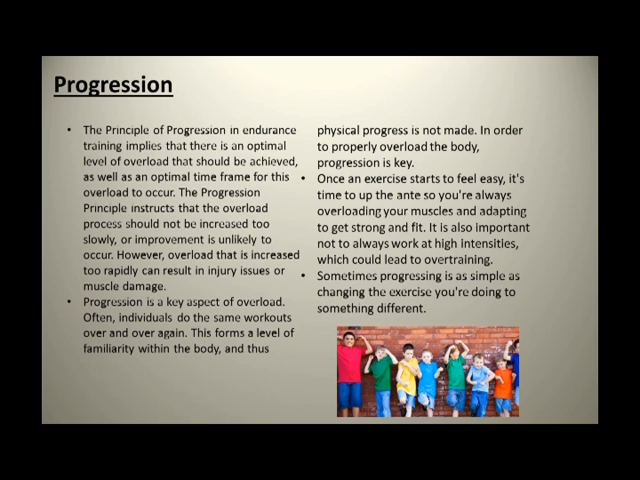 Progression
• The Principle of Progression in endurance
training implies that there is an optimal
level of overload that should be achieved,
as well as an optimal time frame for this
overload to occur. The Progression
Principle instructs that the overload
process should not be increased too
slowly, or improvement is unlikely to
occur. However, overload that is increased
too rapidly can result in injury issues or
muscle damage.
• Progression is a key aspect of overload.
Often, individuals do the same workouts
over and over again. This forms a level of
familiarity within the body, and thus
physical progress is not made. In order
to properly overload the body,
progression is key.
• Once an exercise starts to feel easy, it's
time to up the ante so you're always
overloading your muscles and adapting
to get strong and fit. It is also important
not to always work at high intensities,
which could lead to overtraining.
• Sometimes progressing is as simple as
changing the exercise you're doing to
something different.